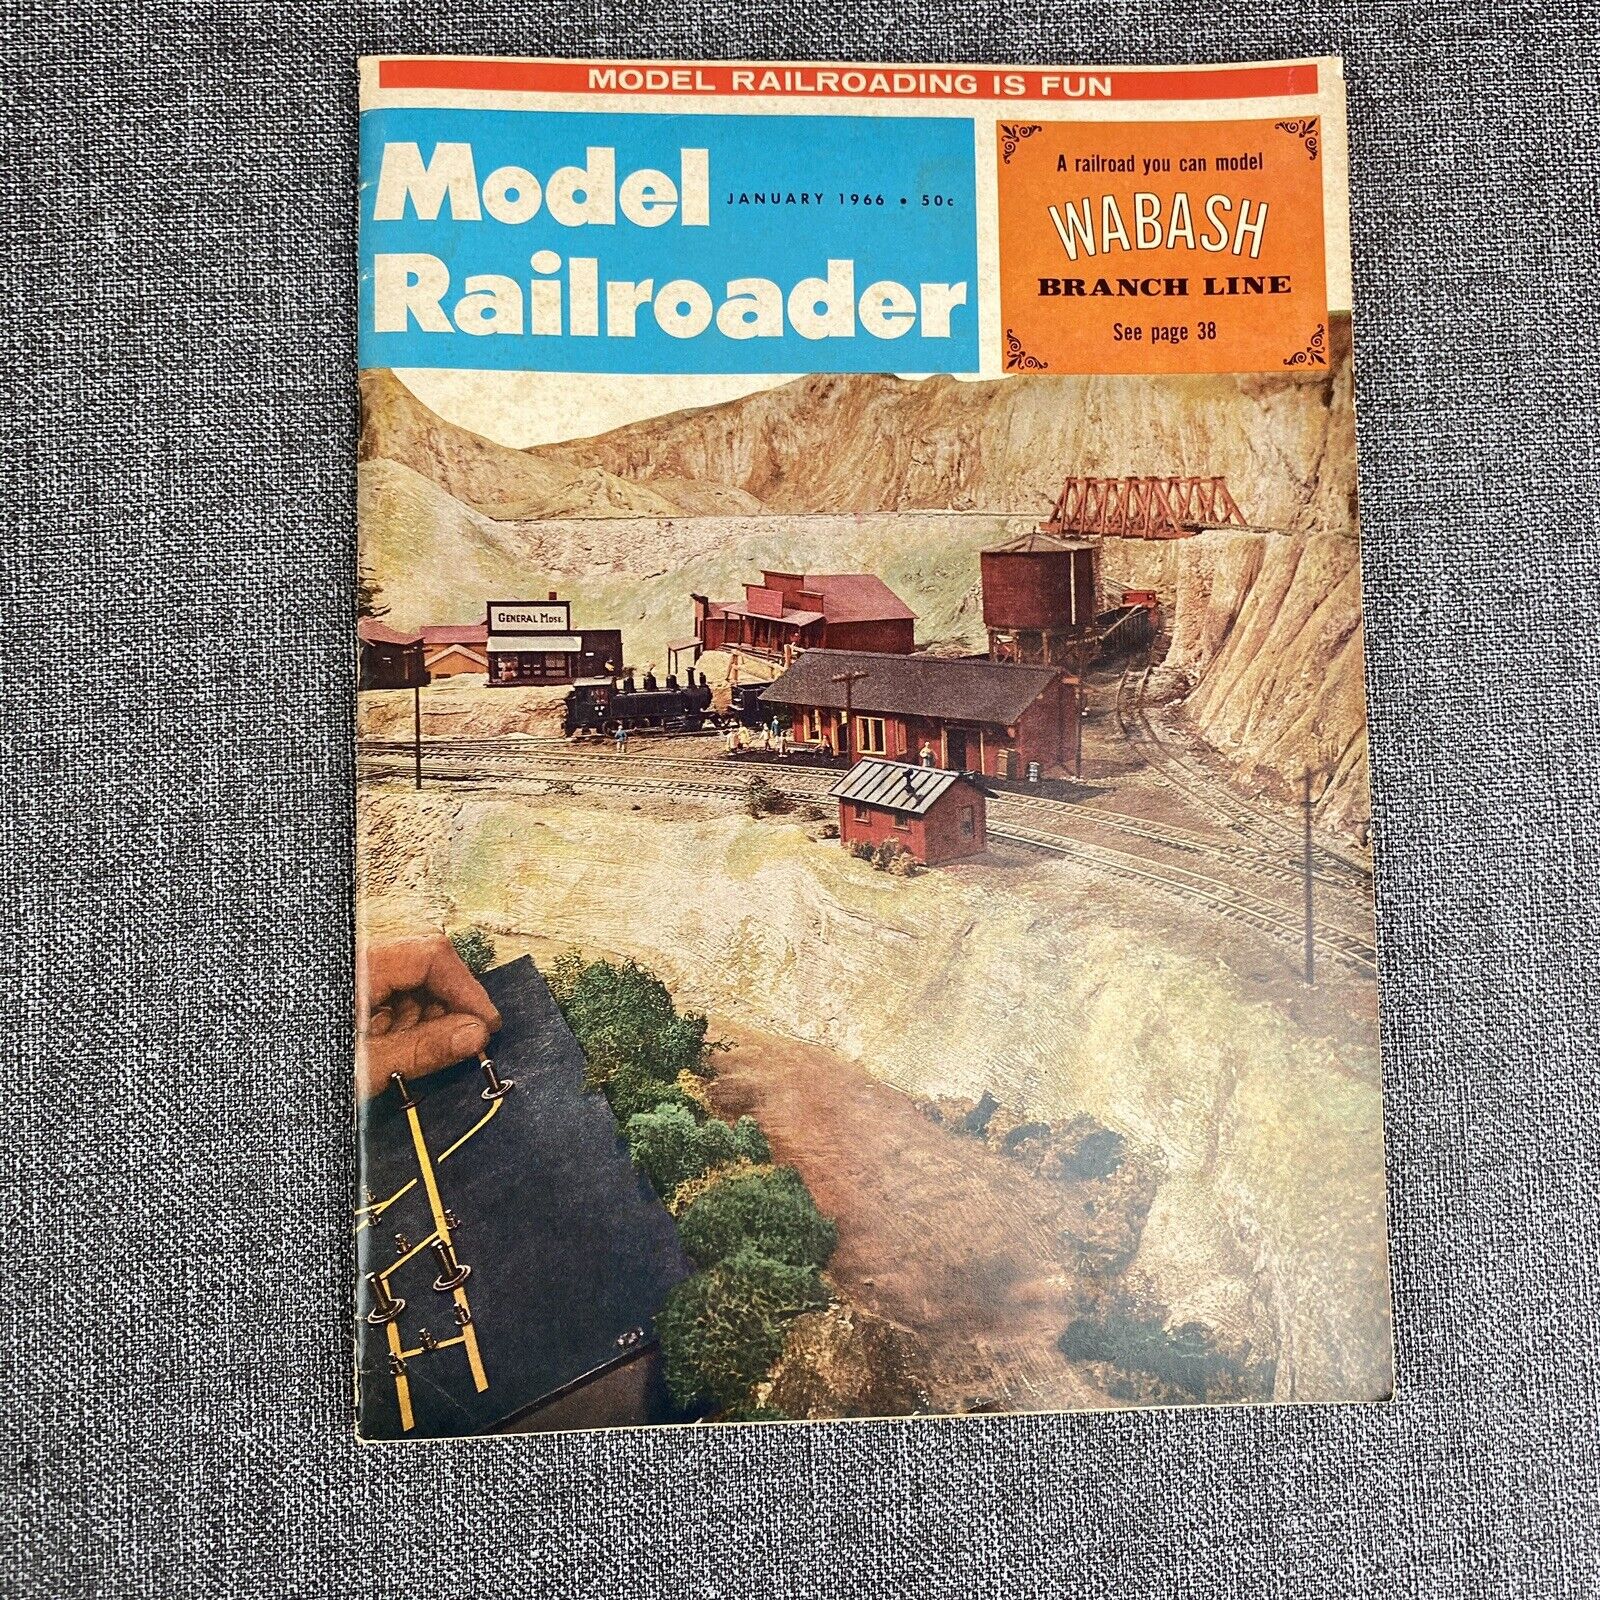 MODEL RAILROADING IS FUN
Model
JANUARY 1966 • 50c
Railroader
A railroad you can model
WABASH
BRANCH LINE
See page 38
GENERAL MDSE.